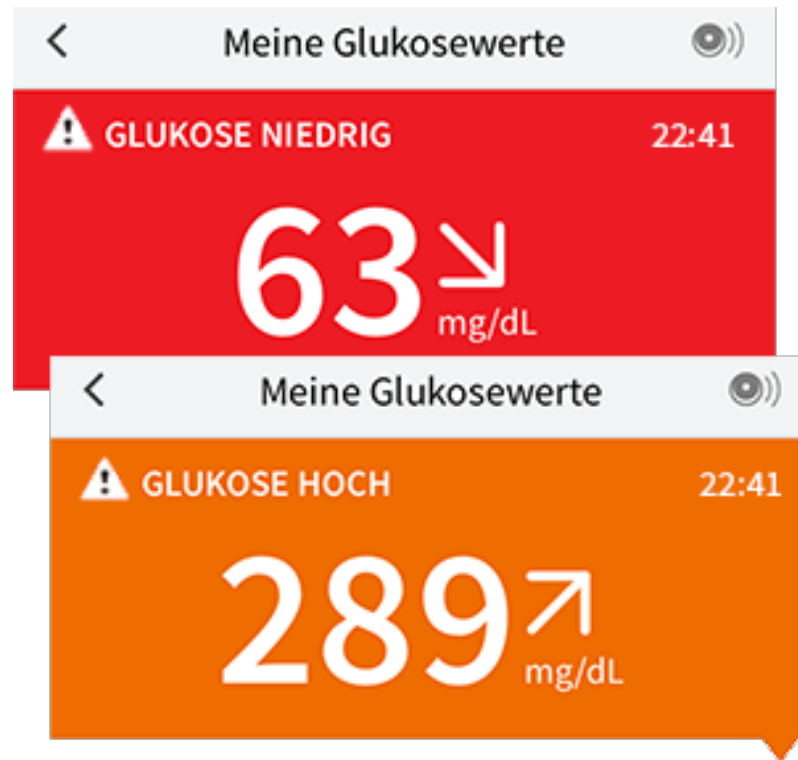 Meine Glukosewerte
GLUKOSE NIEDRIG 22:41
63
mg/dL
Meine Glukosewerte
GLUKOSE HOCH 22:41
289
mg/dL